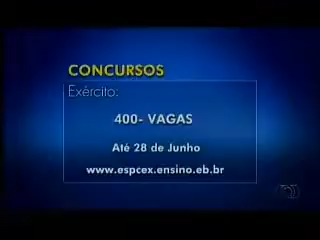 CONCURSOS
Exército:
400- VAGAS
Até 28 de Junho
www.espcex.ensino.eb.br